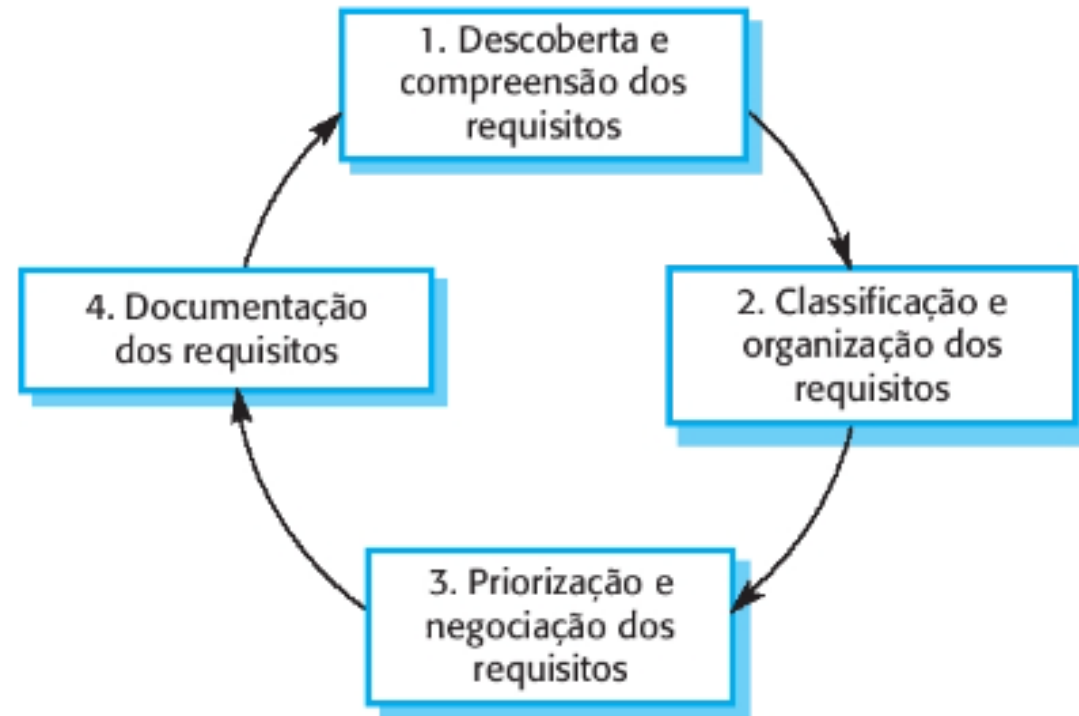 1. Descoberta e
compreensão dos
requisitos
2. Classificação e
organização dos
requisitos
3. Priorização e
negociação dos
requisitos
4. Documentação
dos requisitos